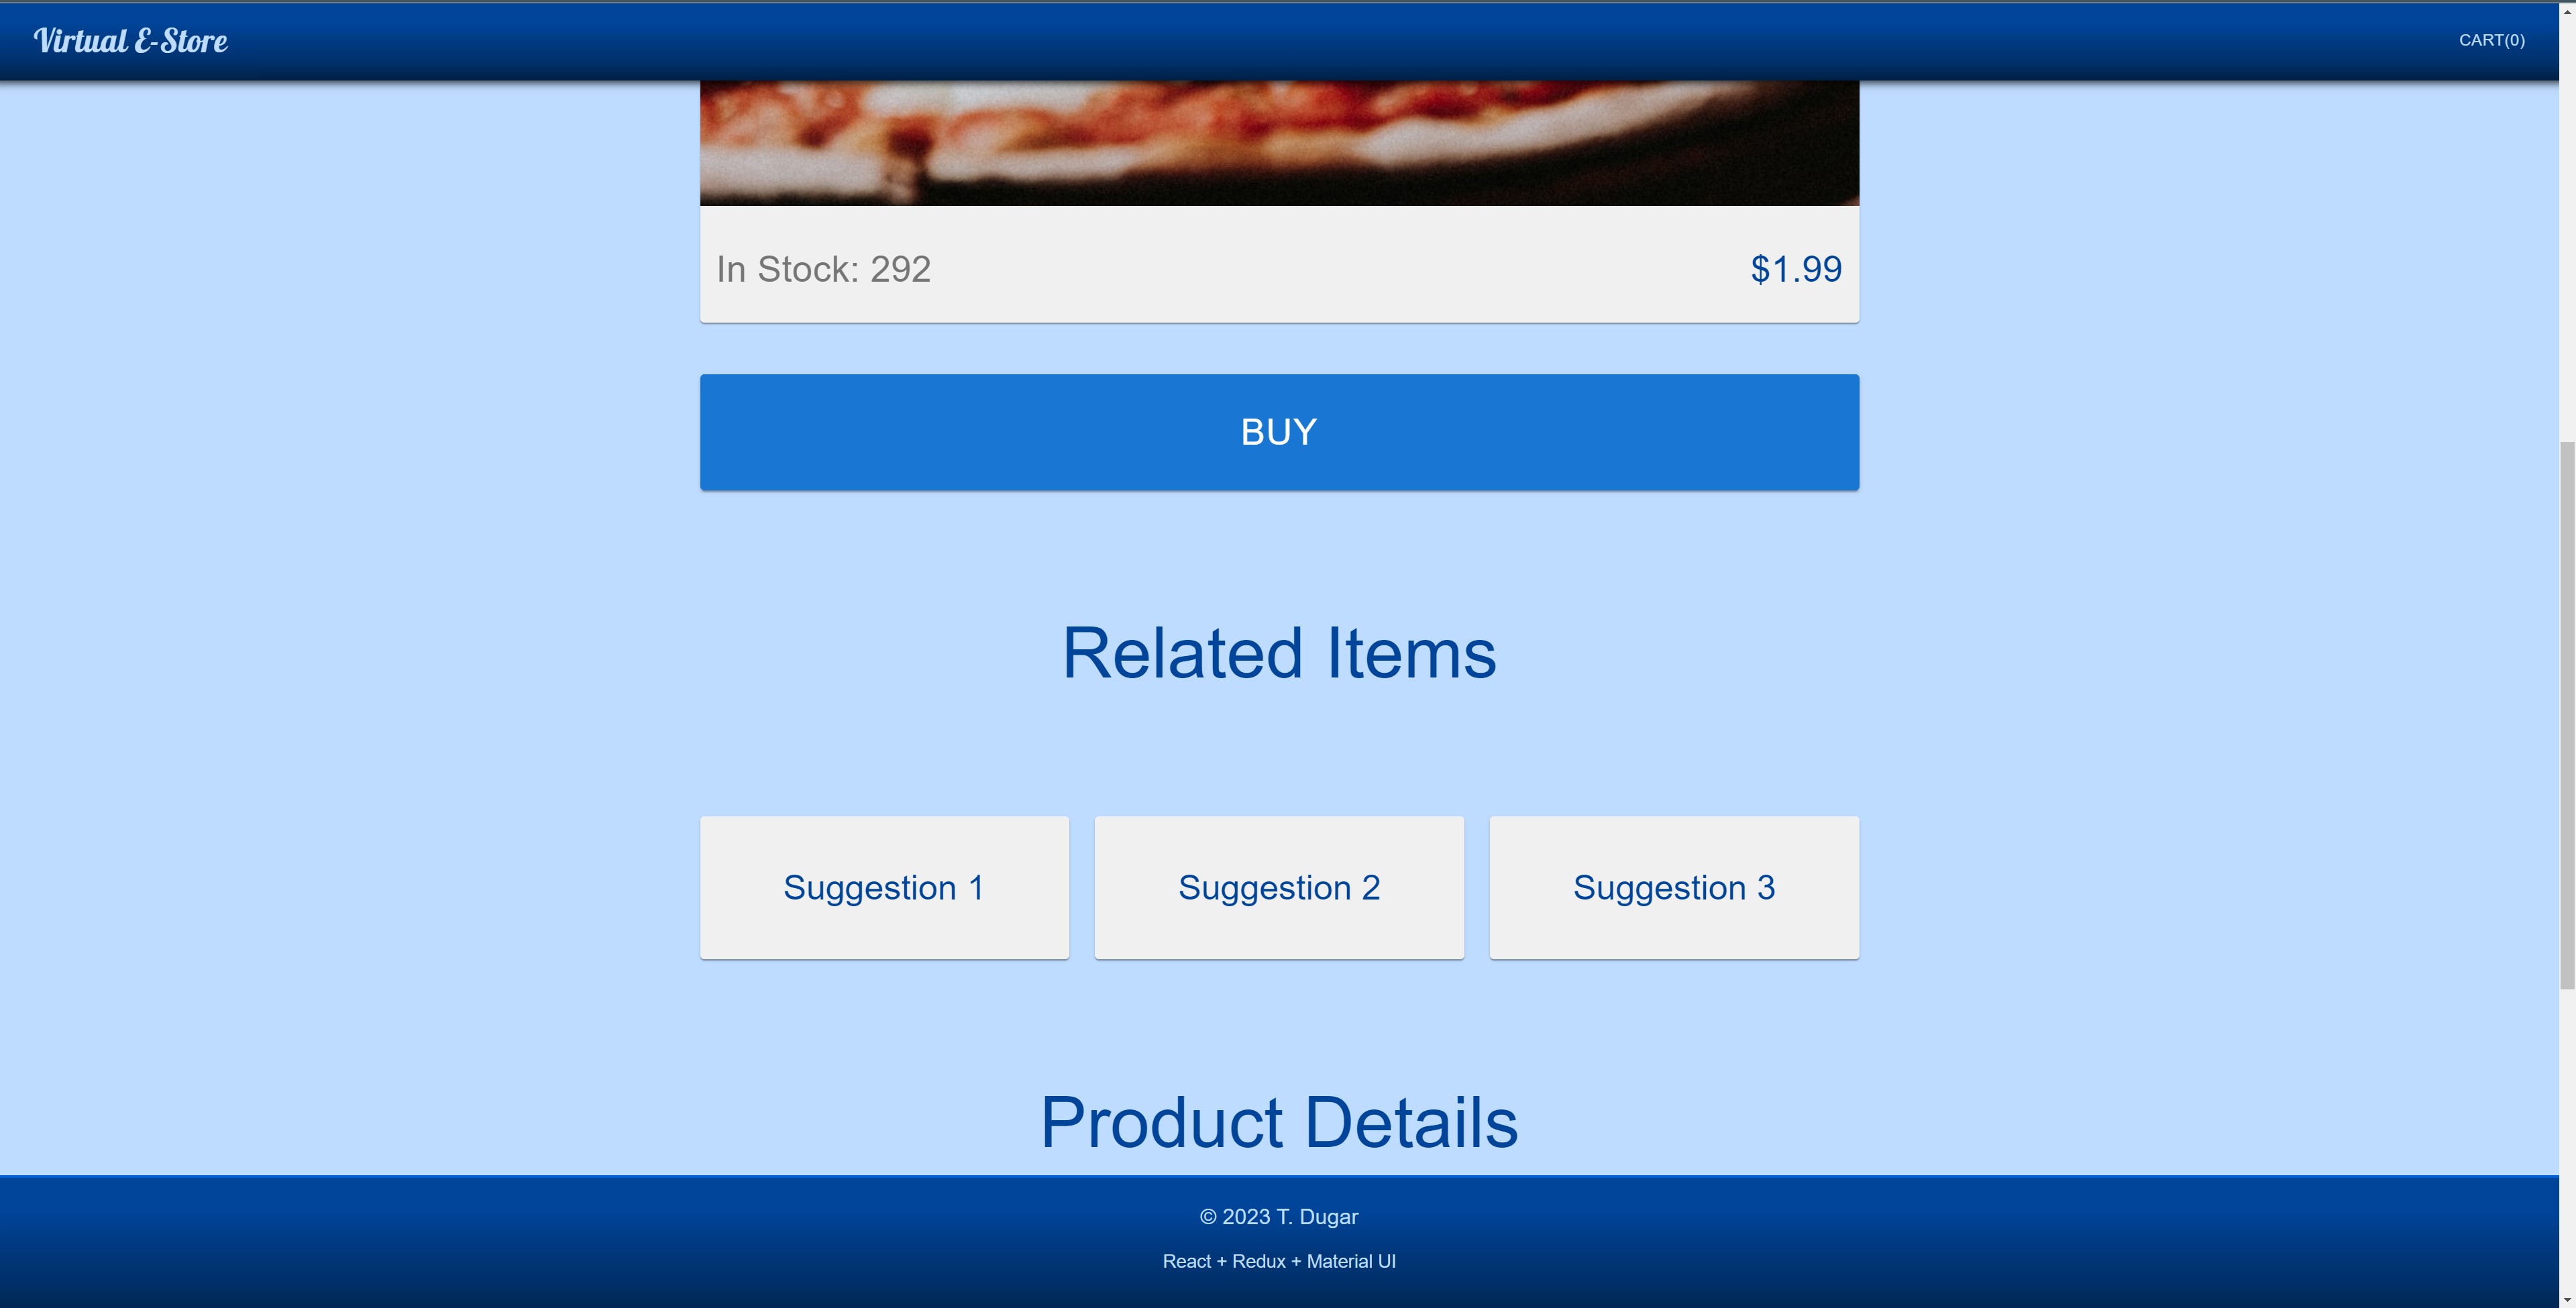 Virtual E-Store
CART(0)
In Stock: 292
$1.99
BUY
Related Items
Suggestion 1
Suggestion 2
Suggestion 3
Product Details
© 2023 T. Dugar
React + Redux + Material UI